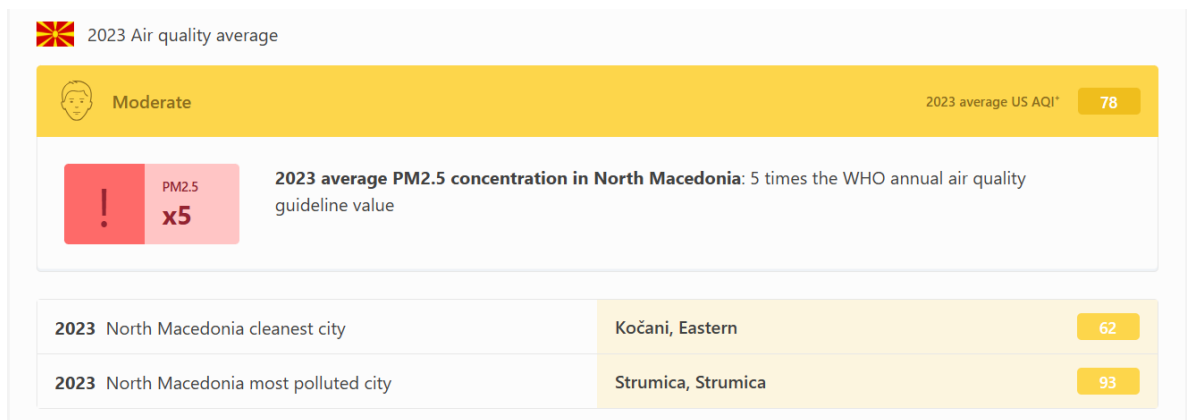 2023 Air quality average
Moderate
2023 average US AQI*
78
!
PM2.5
x5
2023 average PM2.5 concentration in North Macedonia: 5 times the WHO annual air quality
guideline value
2023 North Macedonia cleanest city
Kočani, Eastern
62
2023 North Macedonia most polluted city
Strumica, Strumica
93